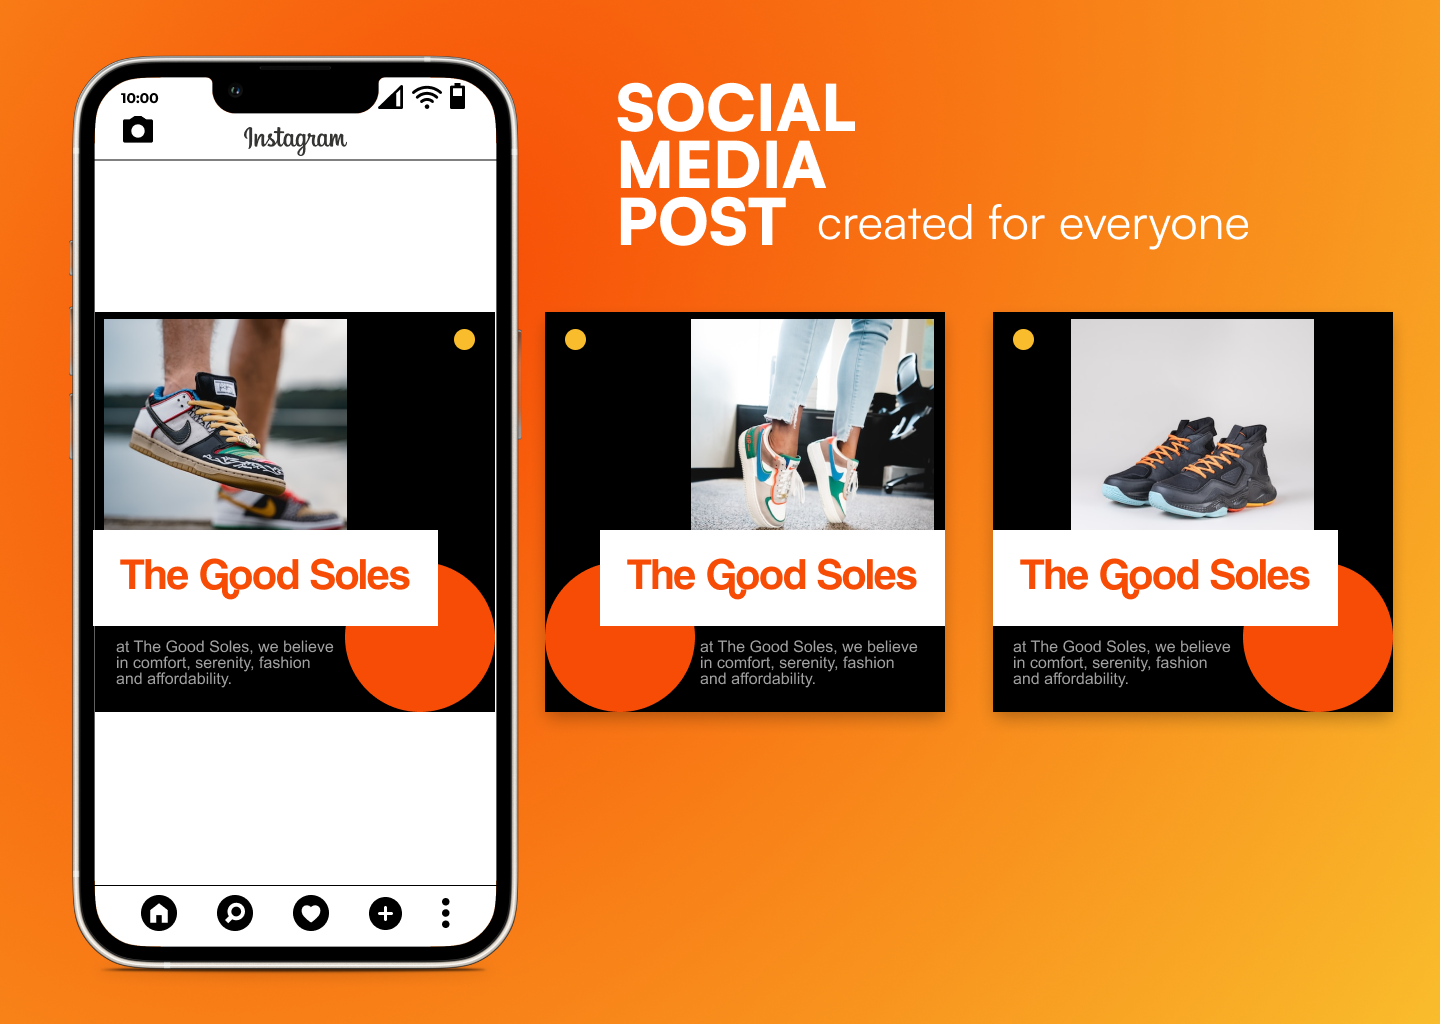 10:00
Instagram
SOCIAL
MEDIA
POST created for everyone
The Good Soles
at The Good Soles, we believe
in comfort, serenity, fashion
and affordability.
The Good Soles
at The Good Soles, we believe
in comfort, serenity, fashion
and affordability.
The Good Soles
at The Good Soles, we believe
in comfort, serenity, fashion
and affordability.